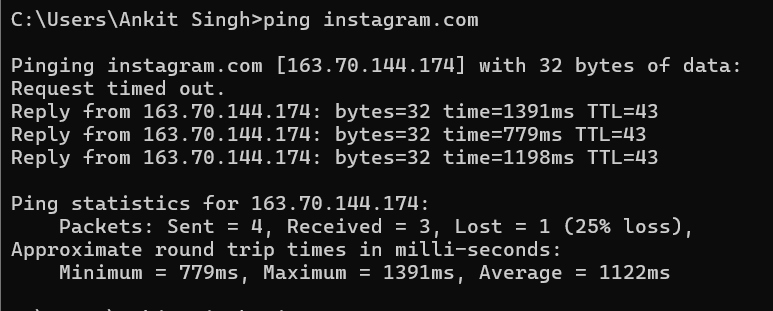 C:\Users\Ankit Singh>ping instagram.com
Pinging instagram.com [163.70.144.174] with 32 bytes of data:
Request timed out.
Reply from 163.70.144.174: bytes=32 time=1391ms TTL=43
Reply from 163.70.144.174: bytes=32 time=779ms TTL=43
Reply from 163.70.144.174: bytes=32 time=1198ms TTL=43
Ping statistics for 163.70.144.174:
    Packets: Sent = 4, Received = 3, Lost = 1 (25% loss),
Approximate round trip times in milli-seconds:
    Minimum = 779ms, Maximum = 1391ms, Average = 1122ms